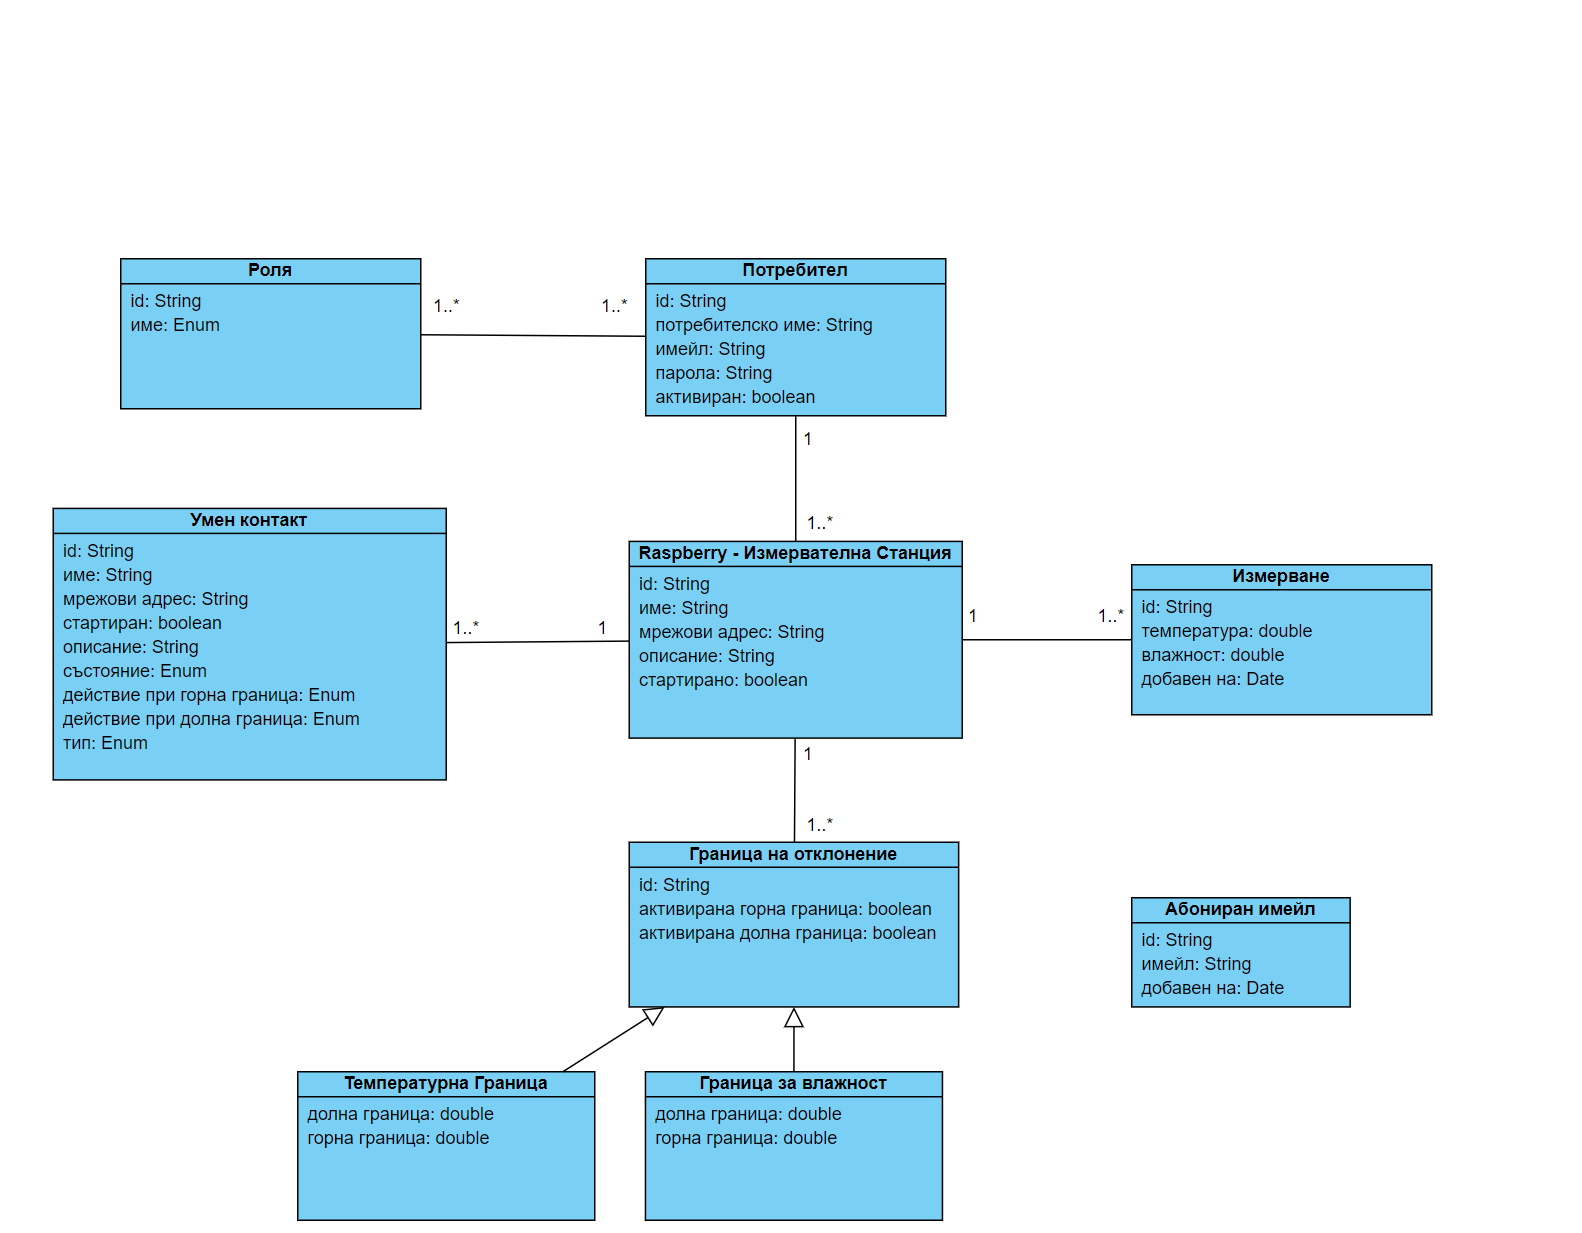 Роля
id: String
име: Enum
1..*
1..*
Потребител
id: String
потребителско име: String
имейл: String
парола: String
активиран: boolean
1
1..*
Умен контакт
id: String
име: String
мрежови адрес: String
стартиран: boolean
описание: String
състояние: Enum
действие при горна граница: Enum
действие при долна граница: Enum
тип: Enum
1..*
1
Raspberry - Измервателна Станция
id: String
име: String
мрежови адрес: String
описание: String
стартирано: boolean
1
1..*
Измерване
id: String
температура: double
влажност: double
добавен на: Date
1
1..*
Граница на отклонение
id: String
активирана горна граница: boolean
активирана долна граница: boolean
Абониран имейл
id: String
имейл: String
добавен на: Date
Температурна Граница
долна граница: double
горна граница: double
Граница за влажност
долна граница: double
горна граница: double